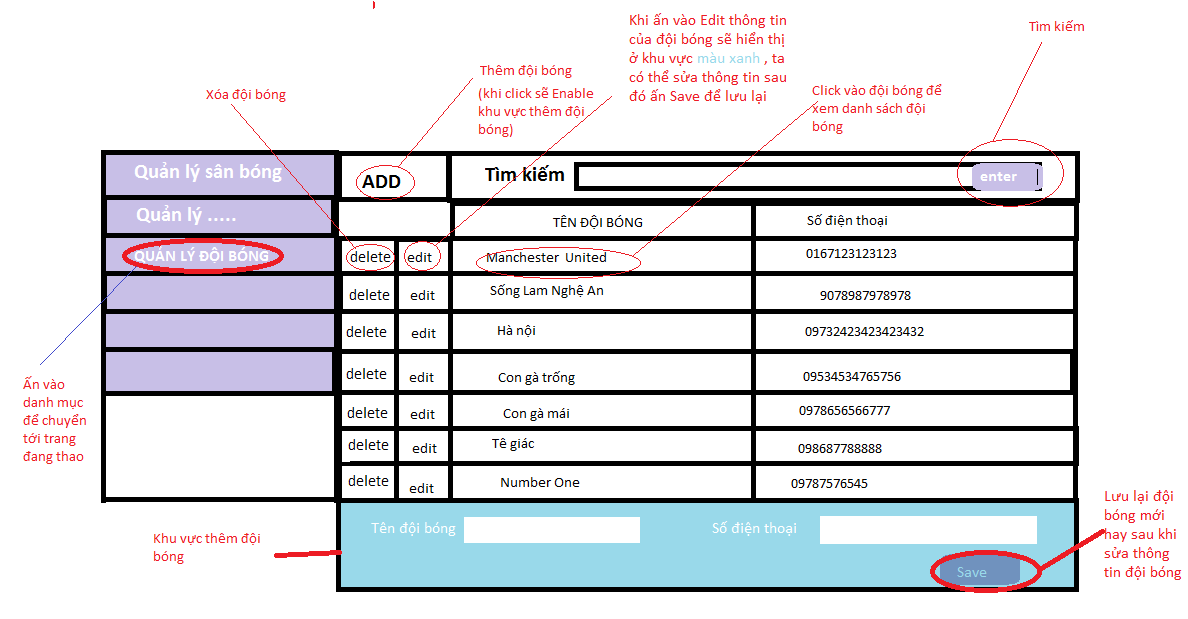 Khi ấn vào Edit thông tin
của đội bóng sẽ hiển thị
ở khu vực màu xanh , ta
có thể sửa thông tin sau
đó ấn Save để lưu lại
Tìm kiếm
Thêm đội bóng
(khi click sẽ Enable
khu vực thêm đội
bóng)
Xóa đội bóng
Click vào đội bóng để
xem danh sách đội
bóng
Quản lý sân bóng
ADD
Tìm kiếm
enter
Quản lý .....
TÊN ĐỘI BÓNG
Số điện thoại
QUẢN LÝ ĐỘI BÓNG
delete
edit
Manchester United
0167123123123
delete
edit
Sống Lam Nghệ An
9078987978978
delete
edit
Hà nội
09732423423423432
delete
edit
Con gà trống
09534534765756
delete
edit
Con gà mái
0978656566777
delete
edit
Tê giác
098687788888
delete
edit
Number One
09787576545
Ấn vào
danh mục
để chuyển
tới trang
đang thao
Khu vực thêm đội
bóng
Tên đội bóng
Số điện thoại
Save
Lưu lại đội
bóng mới
hay sau khi
sửa thông
tin đội bóng